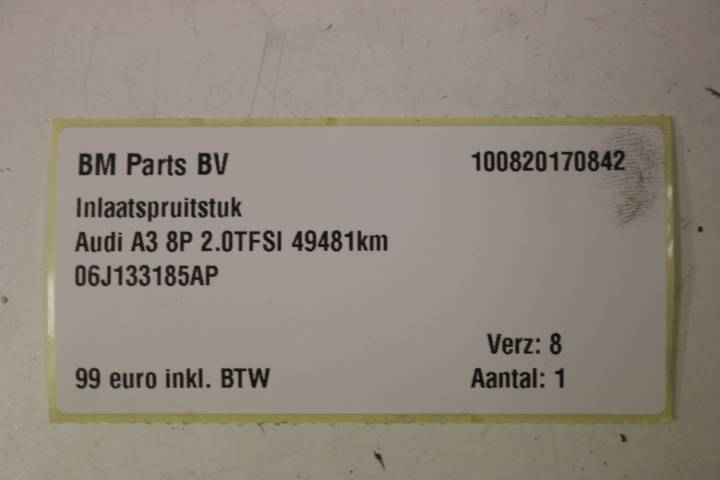 BM Parts BV 100820170842
Inlaatspruitstuk
Audi A3 8P 2.0TFSI 49481km
06J133185AP
Verz: 8
99 euro inkl. BTW Aantal: 1